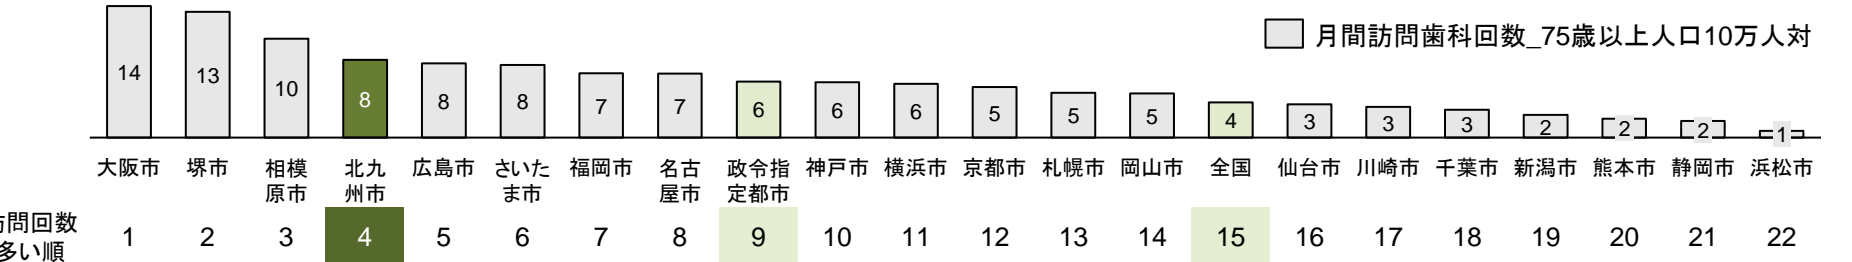 月間訪問歯科回数_75歳以上人口10万人対
14 13 10 8 8 8 7 7 6 6 6 5 5 5 4 3 3 3 2 2 2 1
大阪市 堺市 相模原市 北九州市 広島市 さいたま市 福岡市 名古屋市 政令指定都市 神戸市 横浜市 京都市 札幌市 岡山市 全国 仙台市 川崎市 千葉市 新潟市 熊本市 静岡市 浜松市
問回数
多い順
1 2 3 4 5 6 7 8 9 10 11 12 13 14 15 16 17 18 19 20 21 22